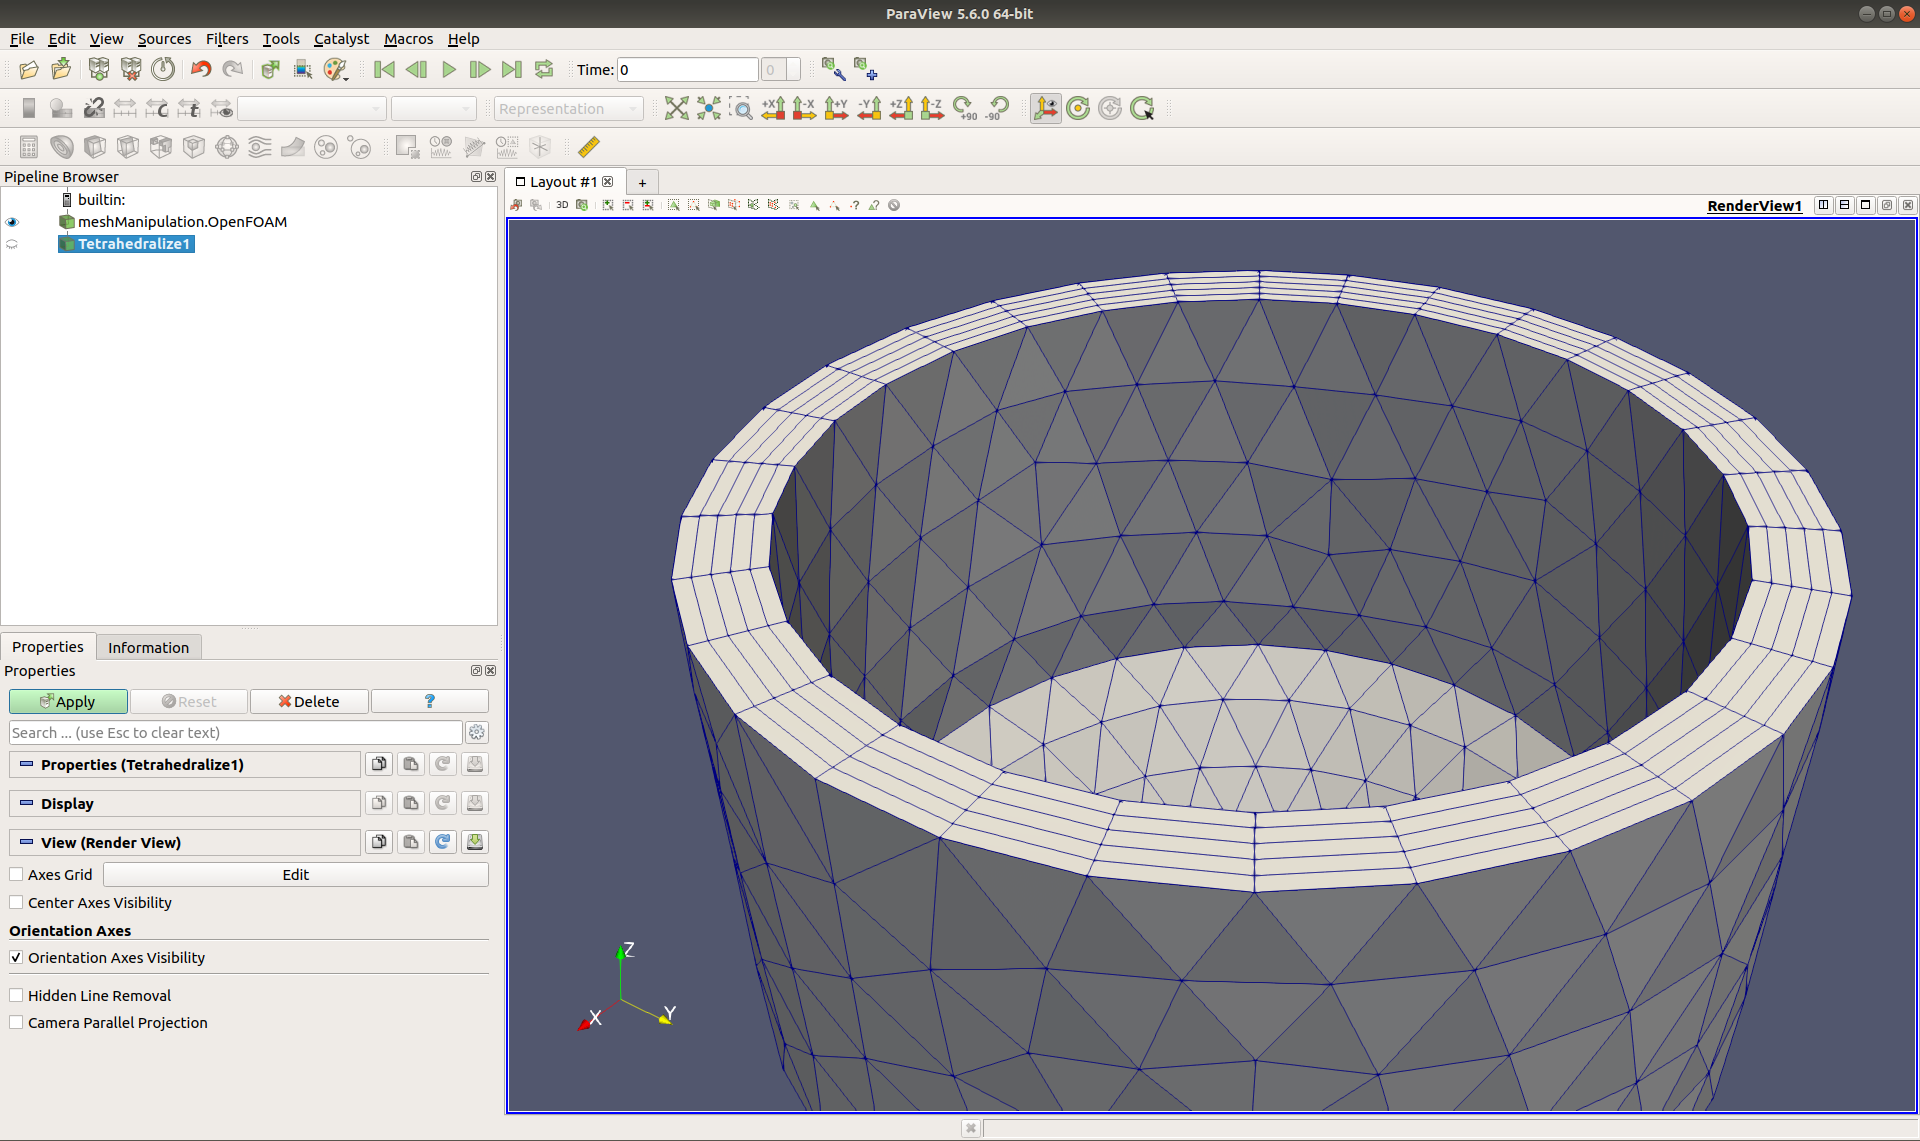 ParaView 5.6.0 64-bit
File Edit View Sources Filters Tools Catalyst Macros Help
Time: 0 0
Representation
+X -X +Y -Y +Z -Z +90 -90
Pipeline Browser
builtin:
meshManipulation.OpenFOAM
Tetrahedralize1
Layout #1 +
3D
RenderView1
Properties Information
Properties
Apply Reset Delete ?
Search ... (use Esc to clear text)
Properties (Tetrahedralize1)
Display
View (Render View)
Axes Grid Edit
Center Axes Visibility
Orientation Axes
Orientation Axes Visibility
Hidden Line Removal
Camera Parallel Projection
Z
X
Y